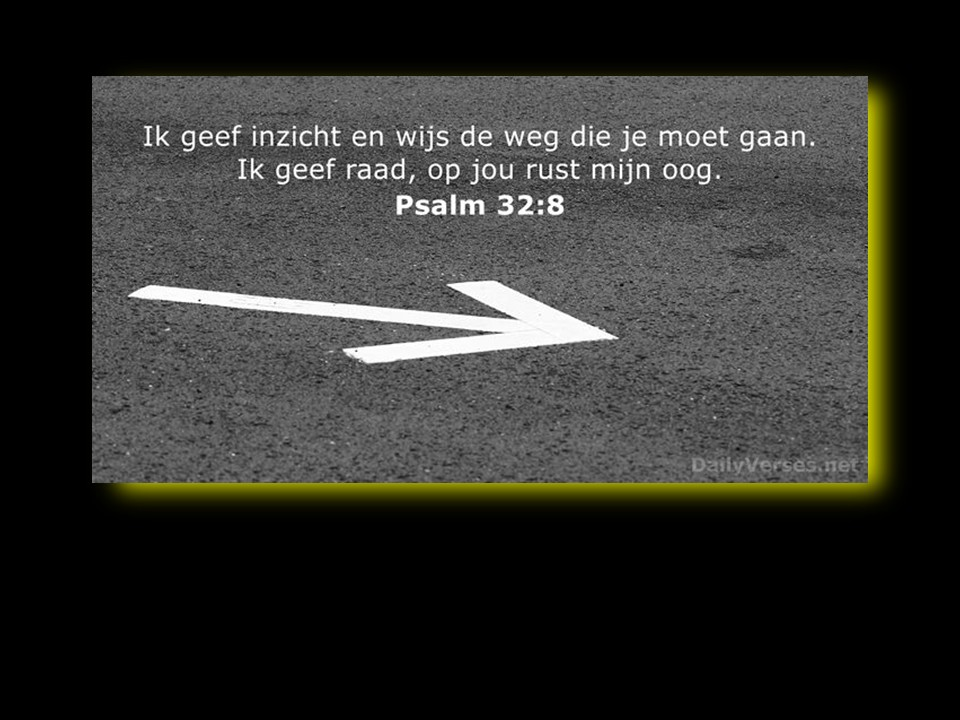 Ik geef inzicht en wijs de weg die je moet gaan.
Ik geef raad, op jou rust mijn oog.
Psalm 32:8
DailyVerses.net